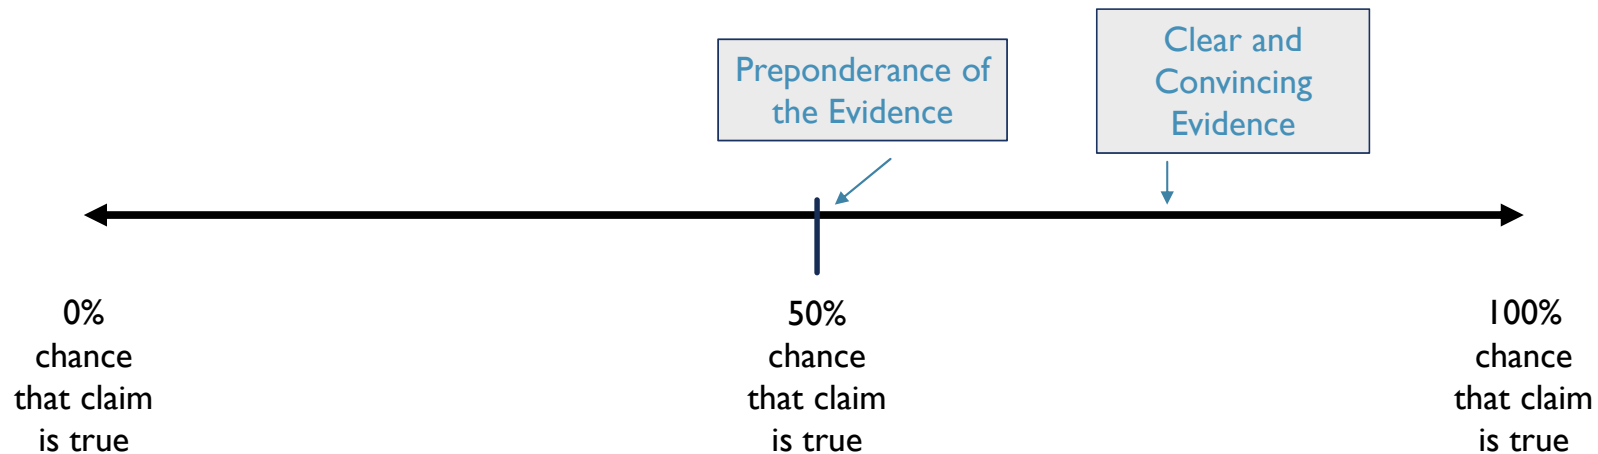 Preponderance of
the Evidence
Clear and
Convincing
Evidence
0%
chance
that claim
is true
50%
chance
that claim
is true
100%
chance
that claim
is true